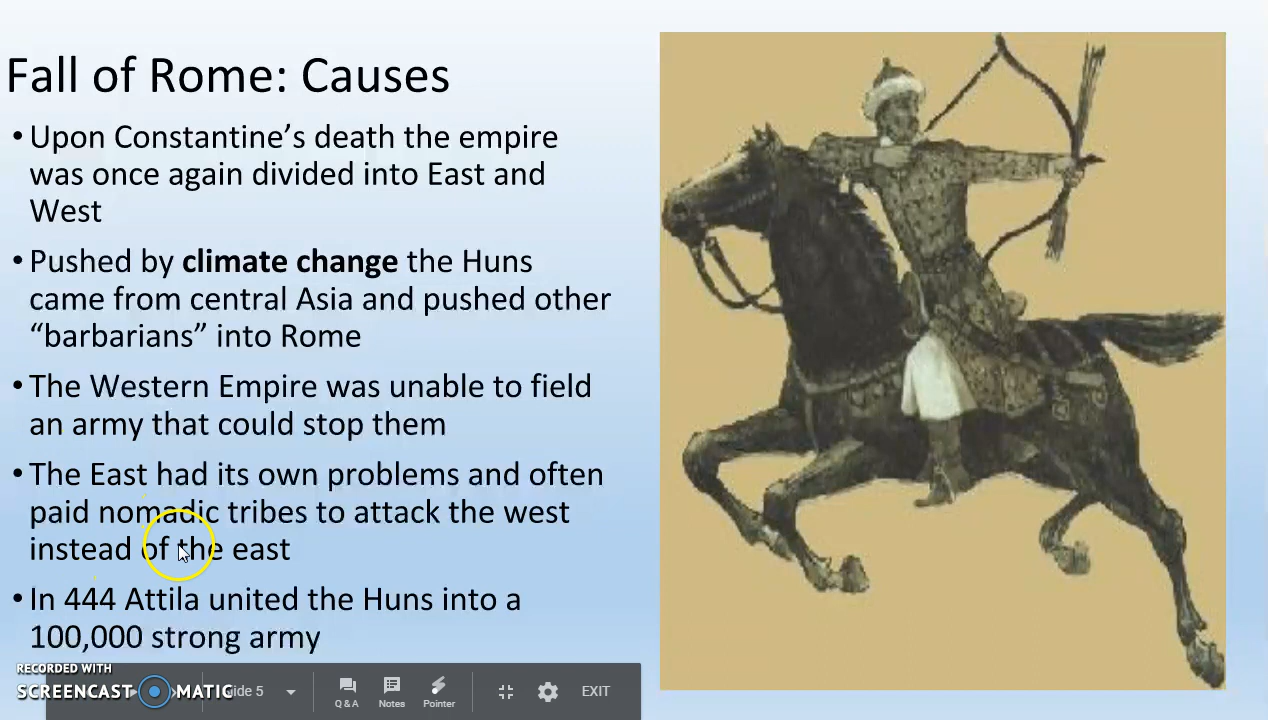 Fall of Rome: Causes
•Upon Constantine’s death the empire
was once again divided into East and
West
•Pushed by climate change the Huns
came from central Asia and pushed other
“barbarians” into Rome
•The Western Empire was unable to field
an army that could stop them
•The East had its own problems and often
paid nomadic tribes to attack the west
instead of the east
•In 444 Attila united the Huns into a
100,000 strong army
RECORDED WITH
SCREENCAST MATIC
lide 5
Q & A
Notes
Pointer
EXIT